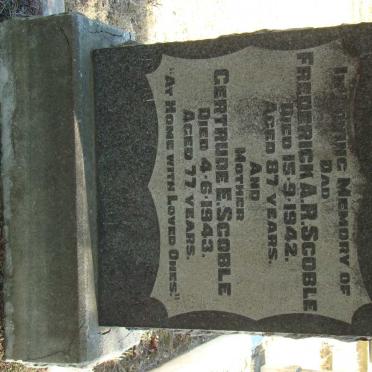 IN LOVING MEMORY OF
DAD
FREDERICK A.R. SCOBLE
DIED 15-9-1942.
AGED 87 YEARS.
AND
MOTHER
GERTRUDE E. SCOBLE
DIED 4-6-1943.
AGED 77 YEARS.
"AT HOME WITH LOVED ONES."